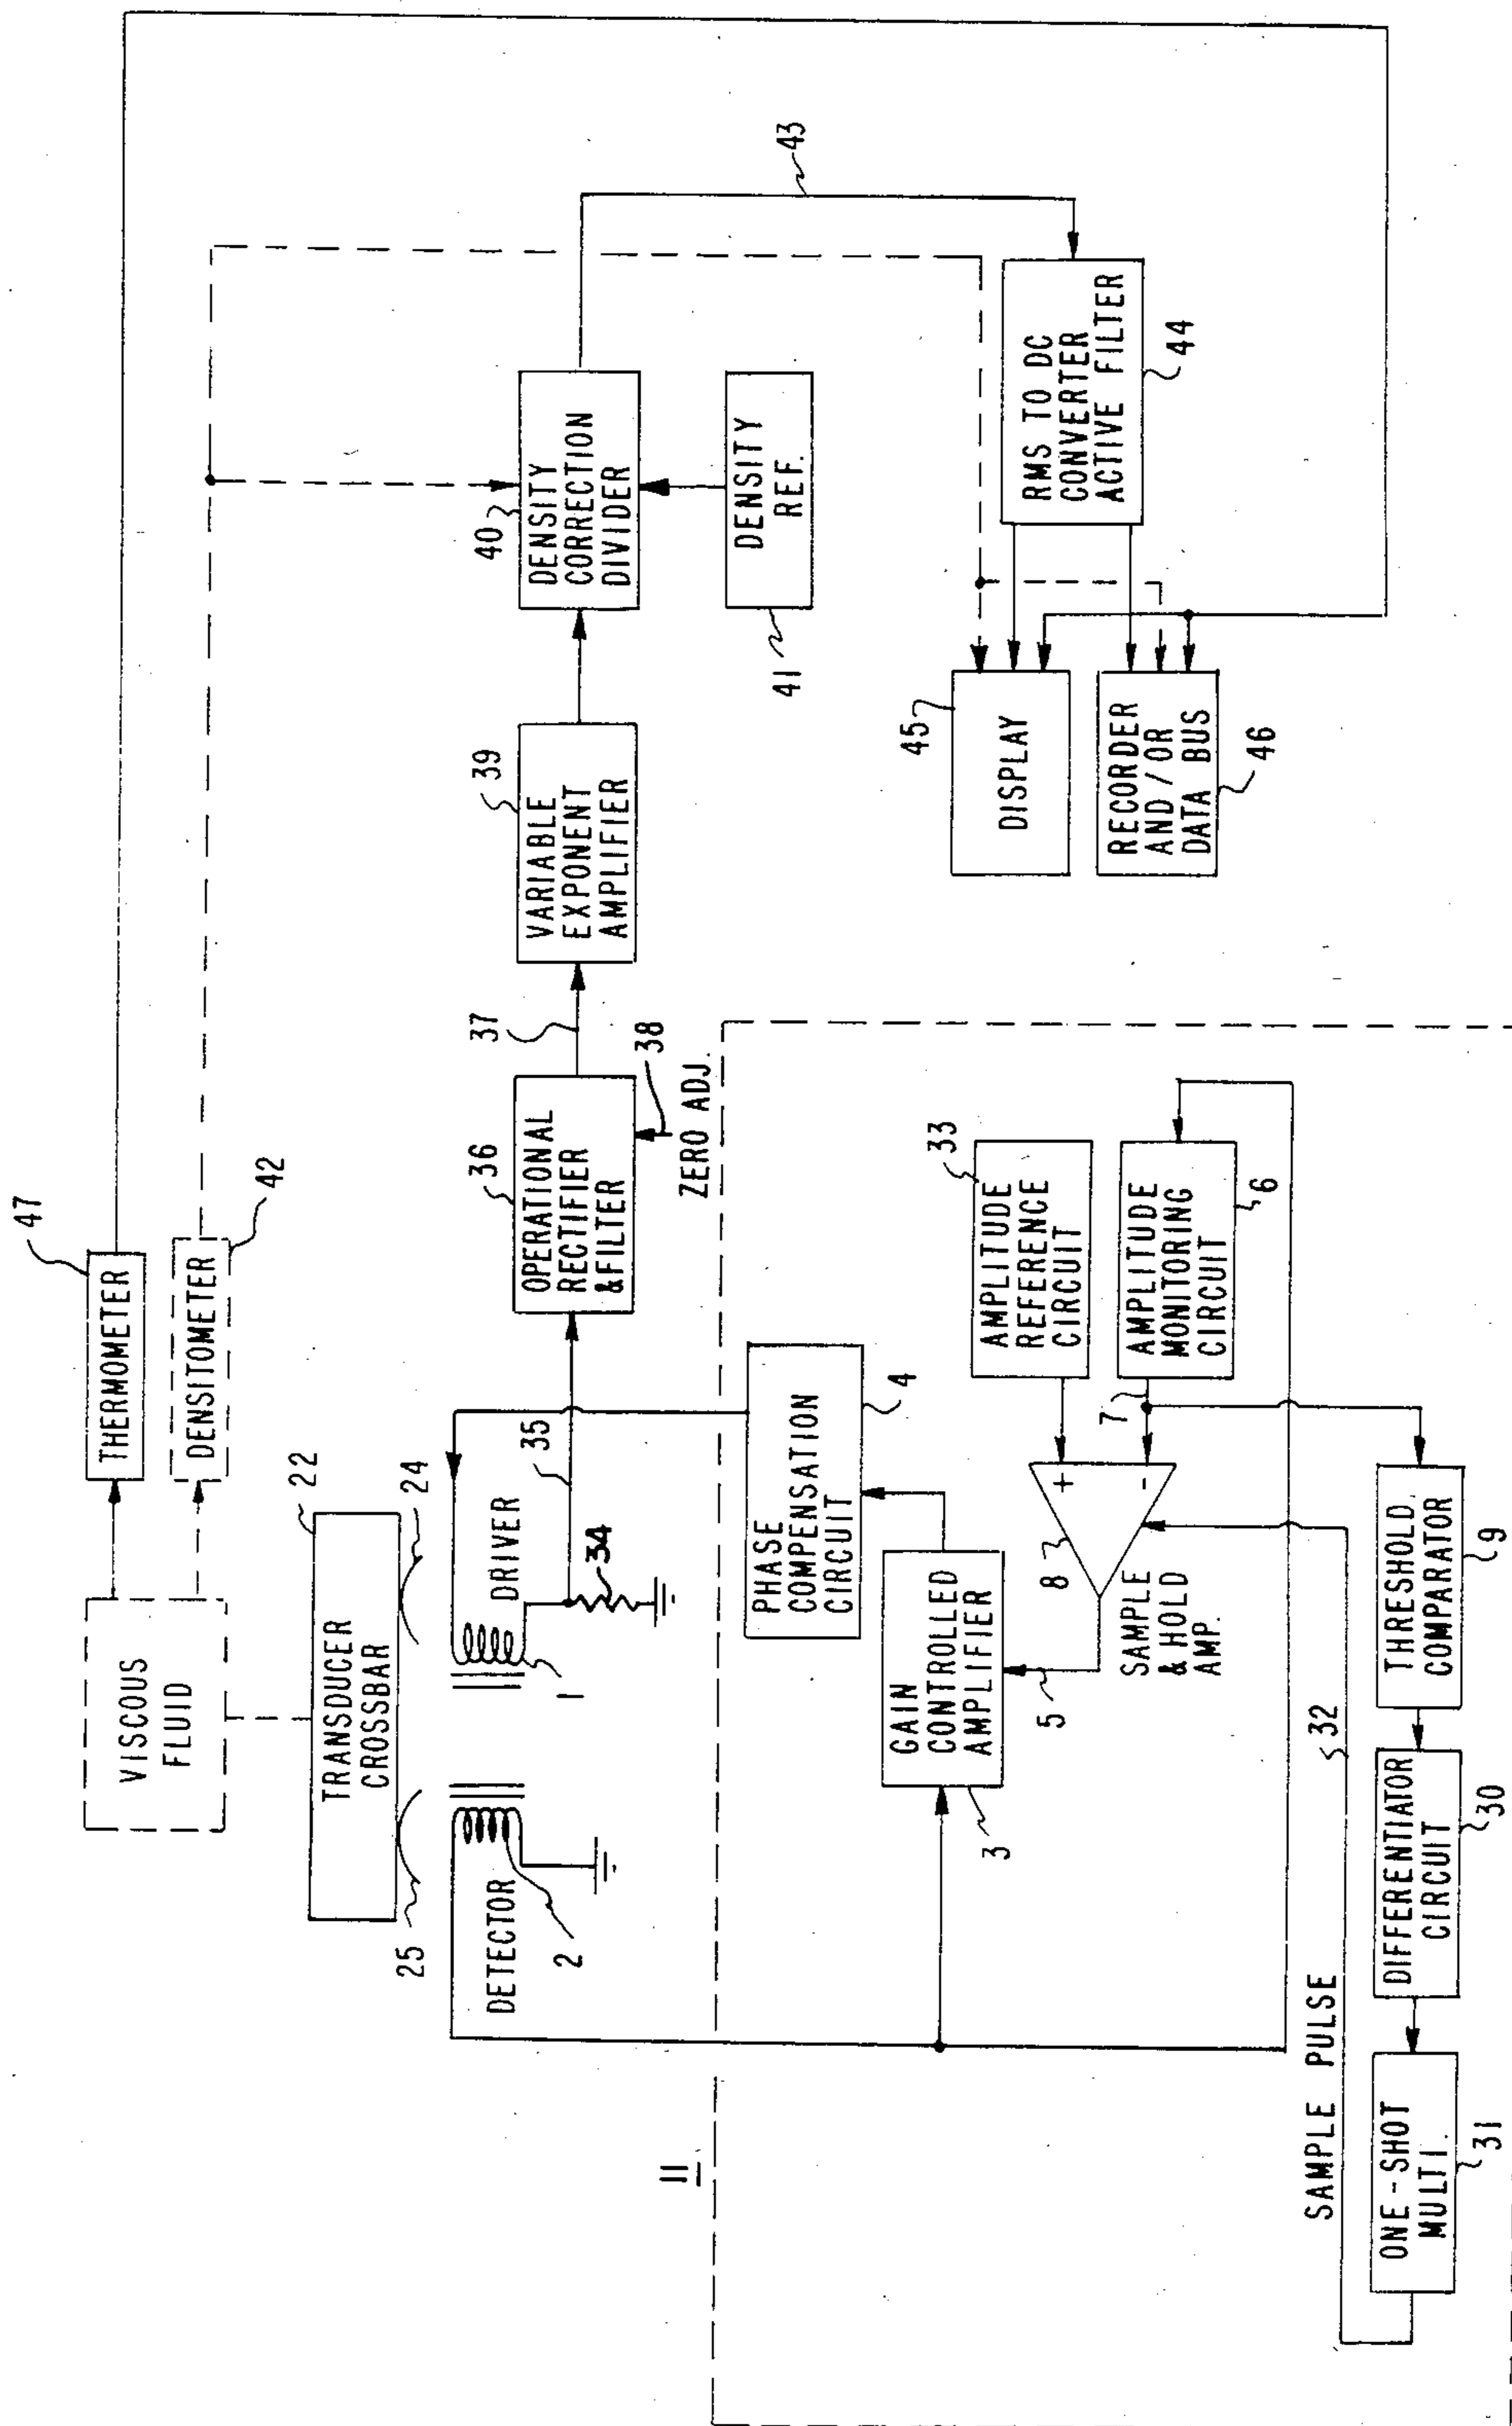 47
THERMOMETER
DENSITOMETER
42
VISCOUS
FLUID
22
TRANSDUCER
CROSSBAR
25
24
DETECTOR
2
DRIVER
1
34
35
36
OPERATIONAL
RECTIFIER
&FILTER
37
38
ZERO ADJ.
39
VARIABLE
EXPONENT
AMPLIFIER
40
DENSITY
CORRECTION
DIVIDER
DENSITY
REF.
41
43
RMS TO DC
CONVERTER
ACTIVE FILTER
44
45
DISPLAY
RECORDER
AND/OR
DATA BUS
46
11
PHASE
COMPENSATION
CIRCUIT
4
GAIN
CONTROLLED
AMPLIFIER
3
5
8
+
-
SAMPLE
& HOLD
AMP.
33
AMPLITUDE
REFERENCE
CIRCUIT
7
AMPLITUDE
MONITORING
CIRCUIT
6
SAMPLE PULSE
32
ONE-SHOT
MULTI.
31
DIFFERENTIATOR
CIRCUIT
30
THRESHOLD
COMPARATOR
9